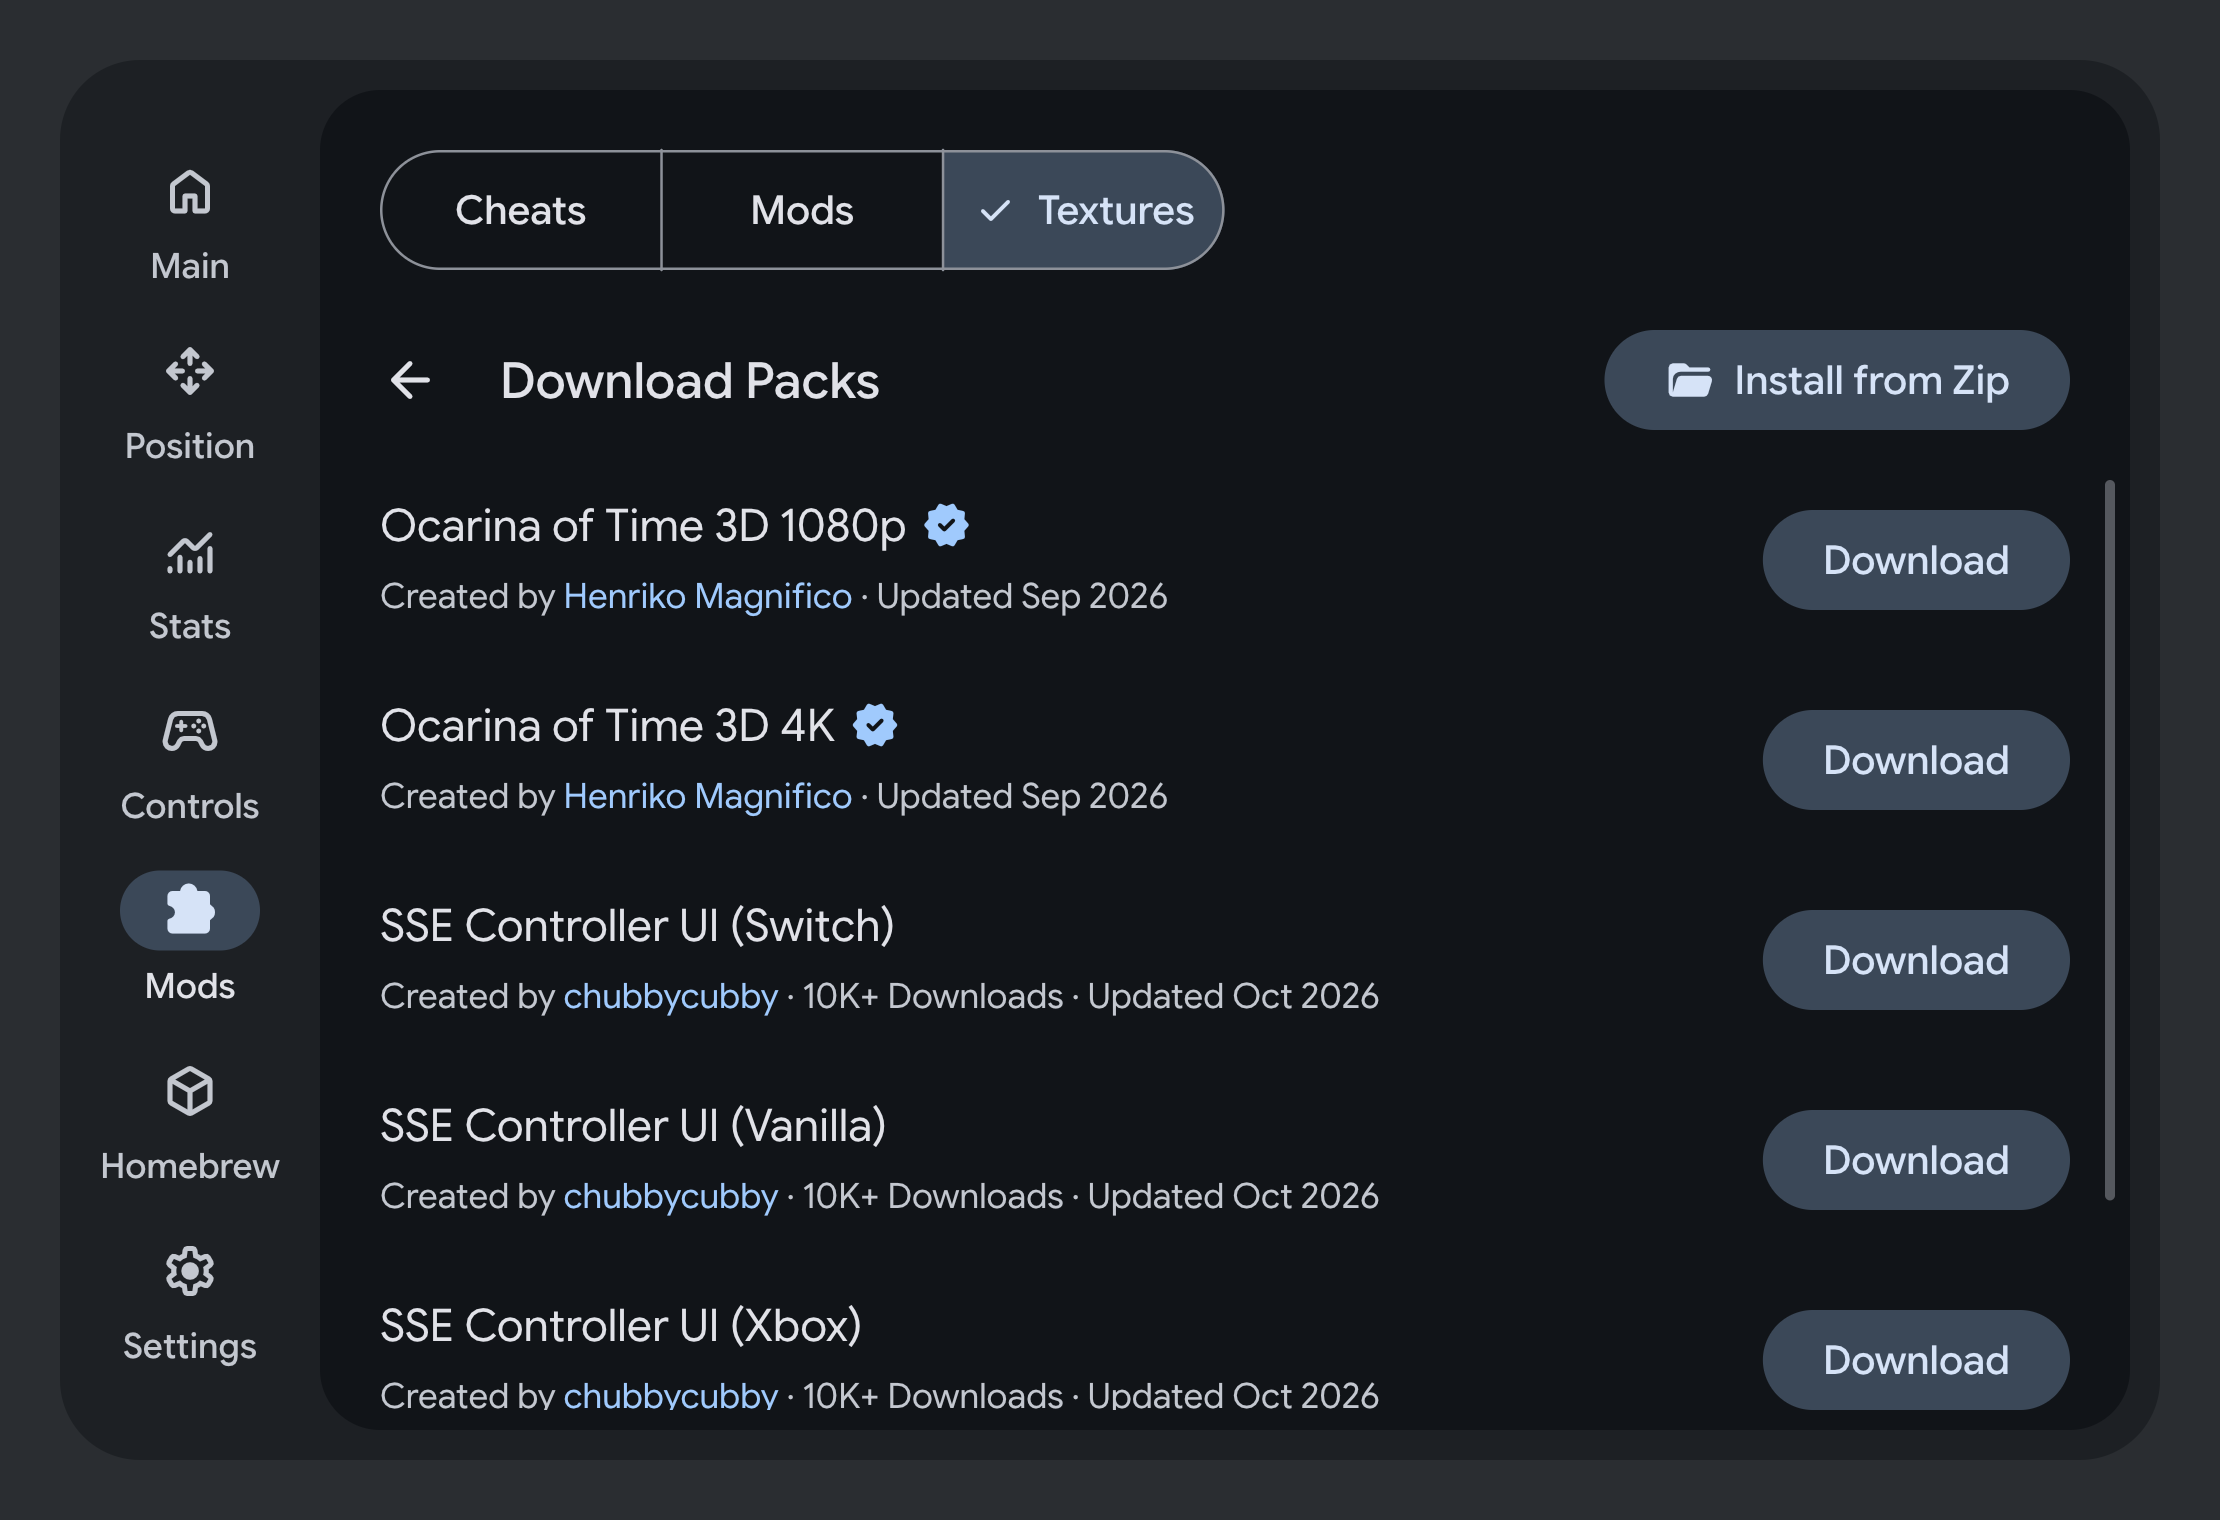 Main
Position
Stats
Controls
Mods
Homebrew
Settings
Cheats
Mods
Textures
Download Packs
Install from Zip
Ocarina of Time 3D 1080p
Created by Henriko Magnifico · Updated Sep 2026
Download
Ocarina of Time 3D 4K
Created by Henriko Magnifico · Updated Sep 2026
Download
SSE Controller UI (Switch)
Created by chubbycubby · 10K+ Downloads · Updated Oct 2026
Download
SSE Controller UI (Vanilla)
Created by chubbycubby · 10K+ Downloads · Updated Oct 2026
Download
SSE Controller UI (Xbox)
Created by chubbycubby · 10K+ Downloads · Updated Oct 2026
Download